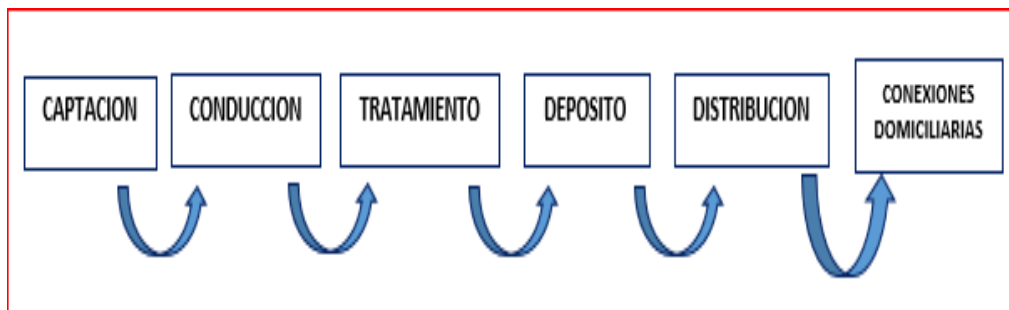 CAPTACION
CONDUCCION
TRATAMIENTO
DEPOSITO
DISTRIBUCION
CONEXIONES
DOMICILIARIAS